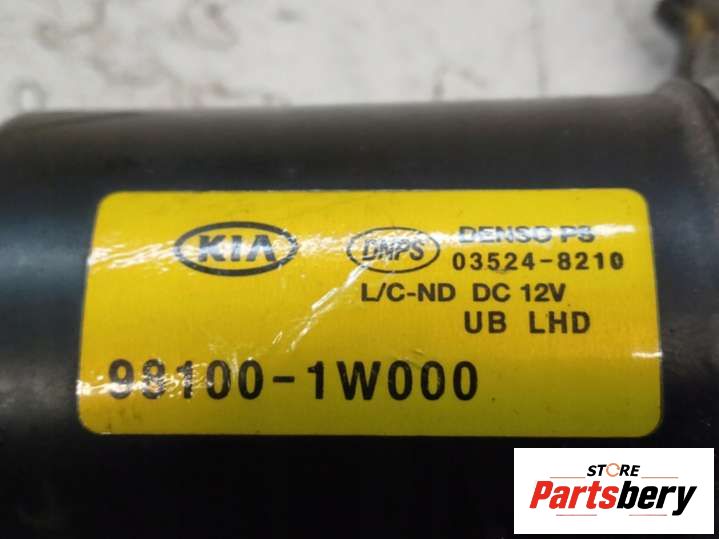 KIA DNPS DENSO PS
03524-8210
L/C-ND DC 12V
UB LHD
98100-1W000
STORE
Partsbery